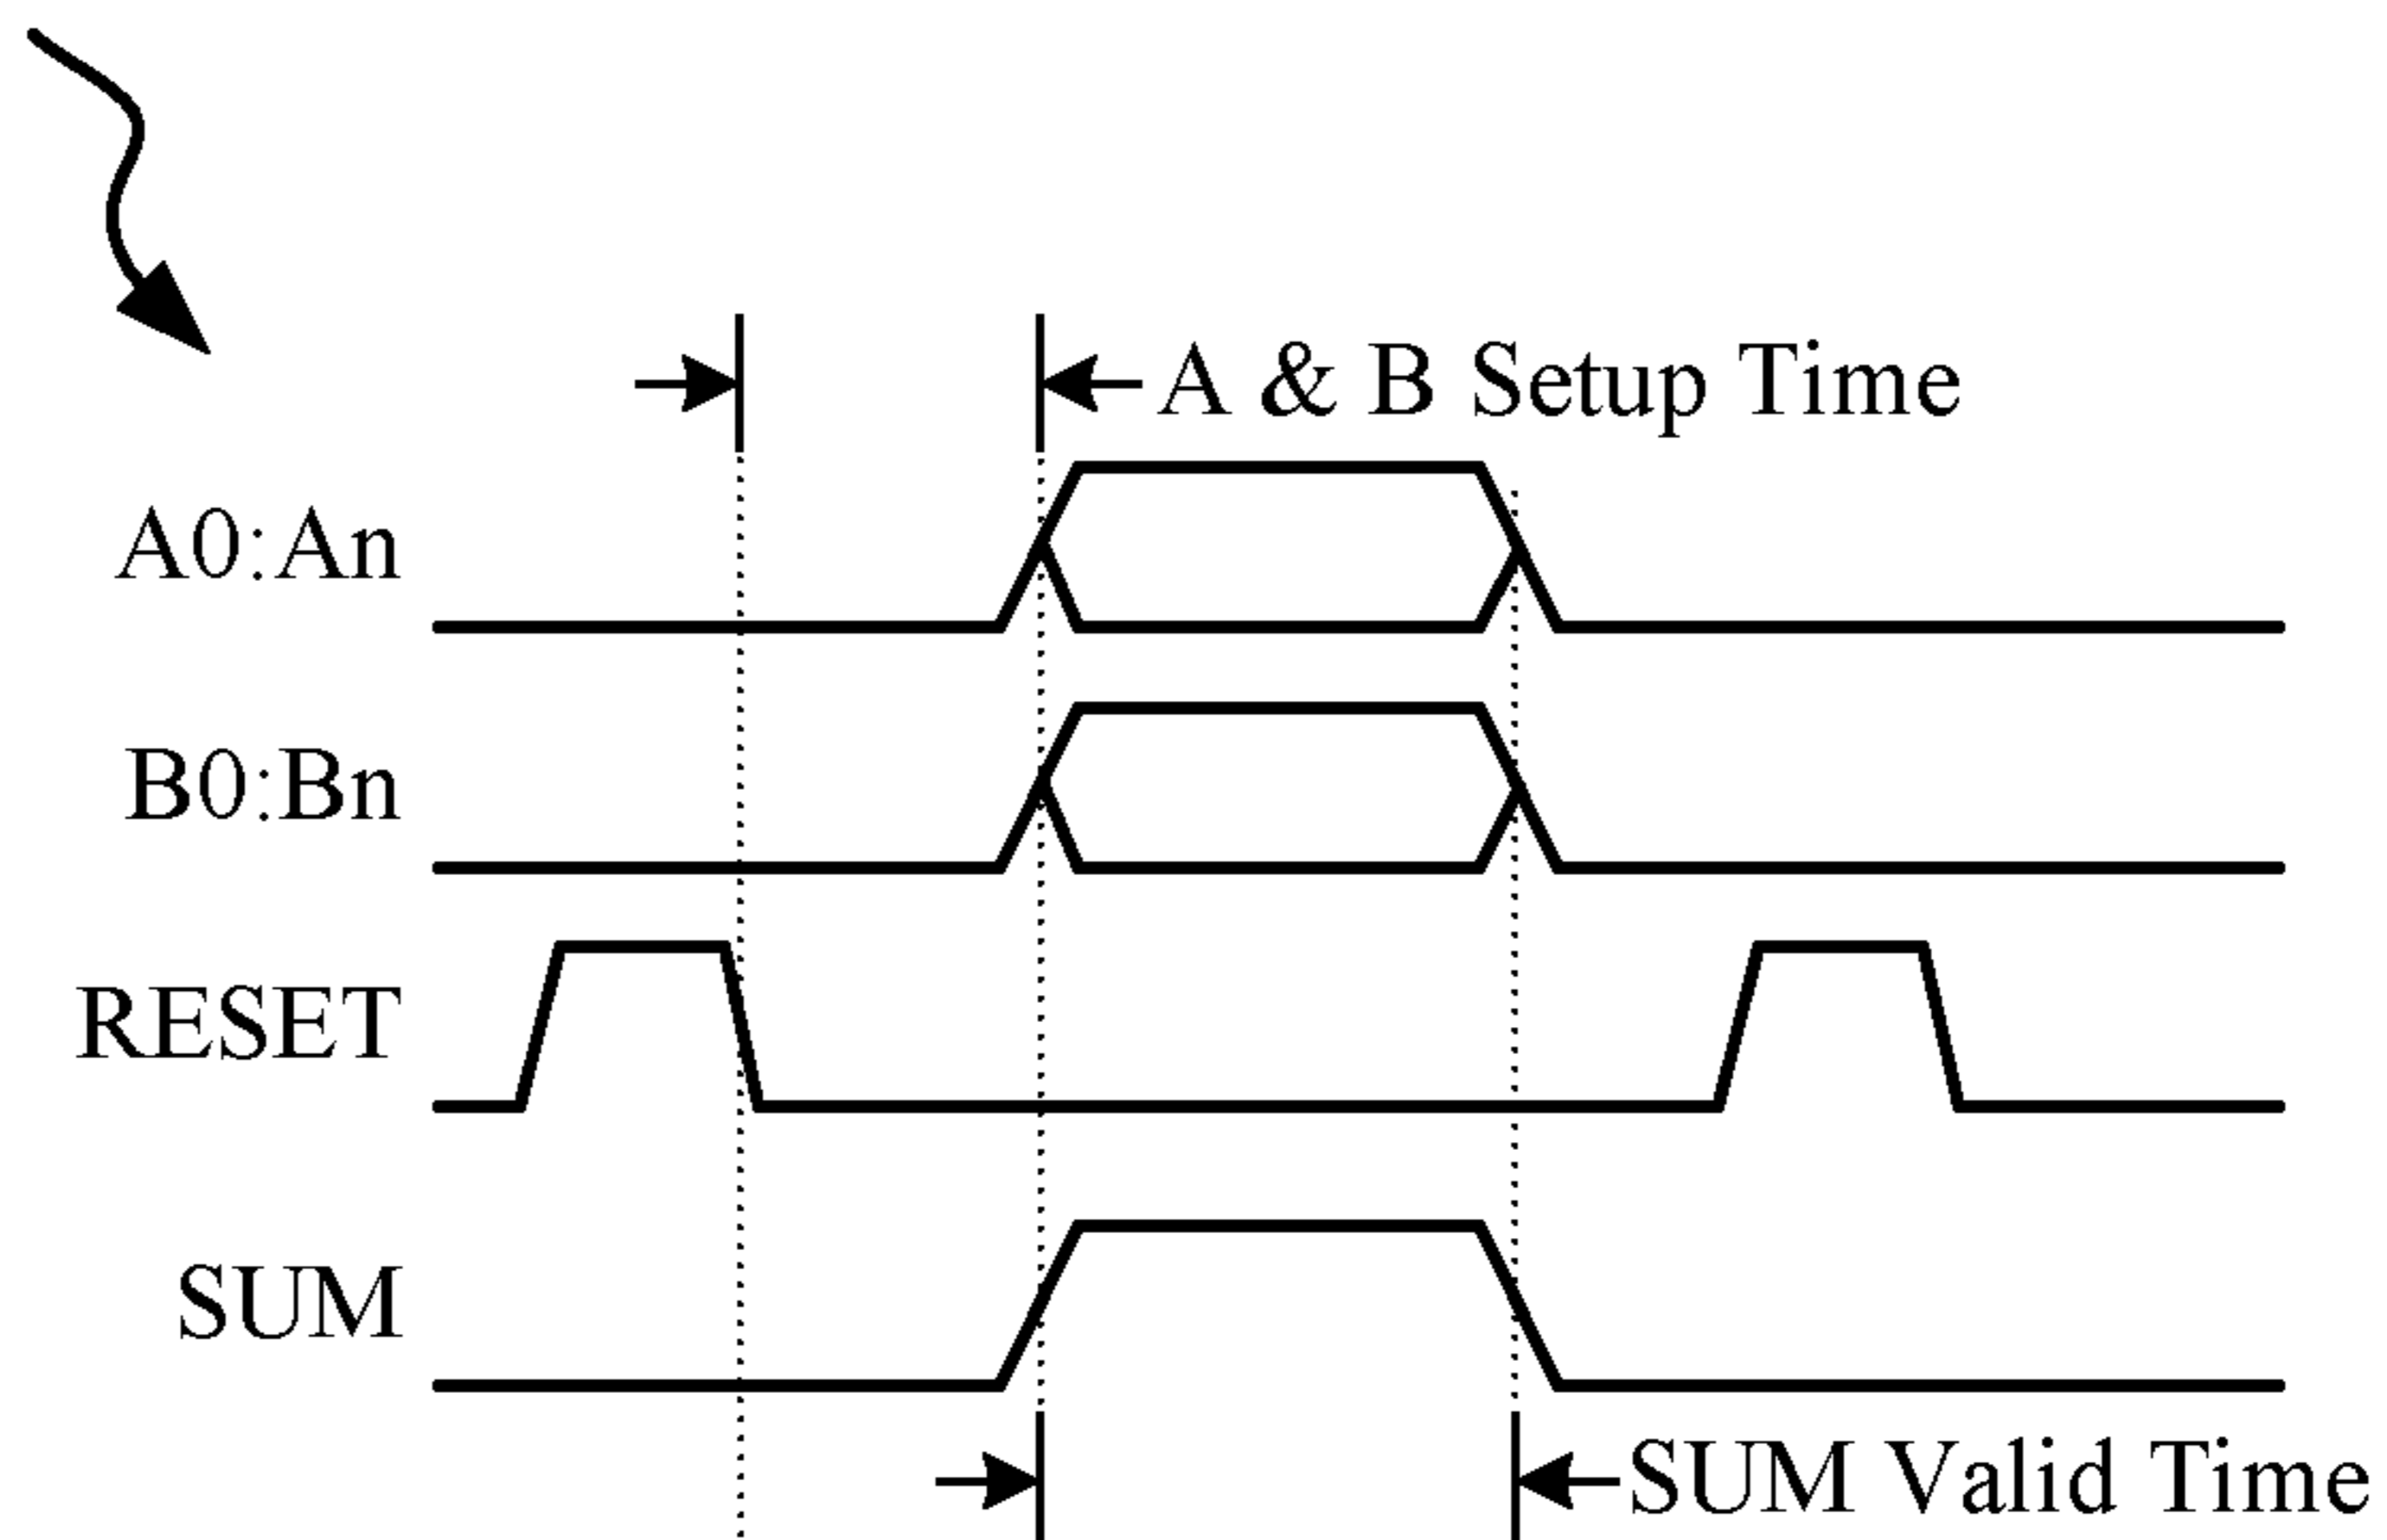 A & B Setup Time
A0:An
B0:Bn
RESET
SUM
SUM Valid Time